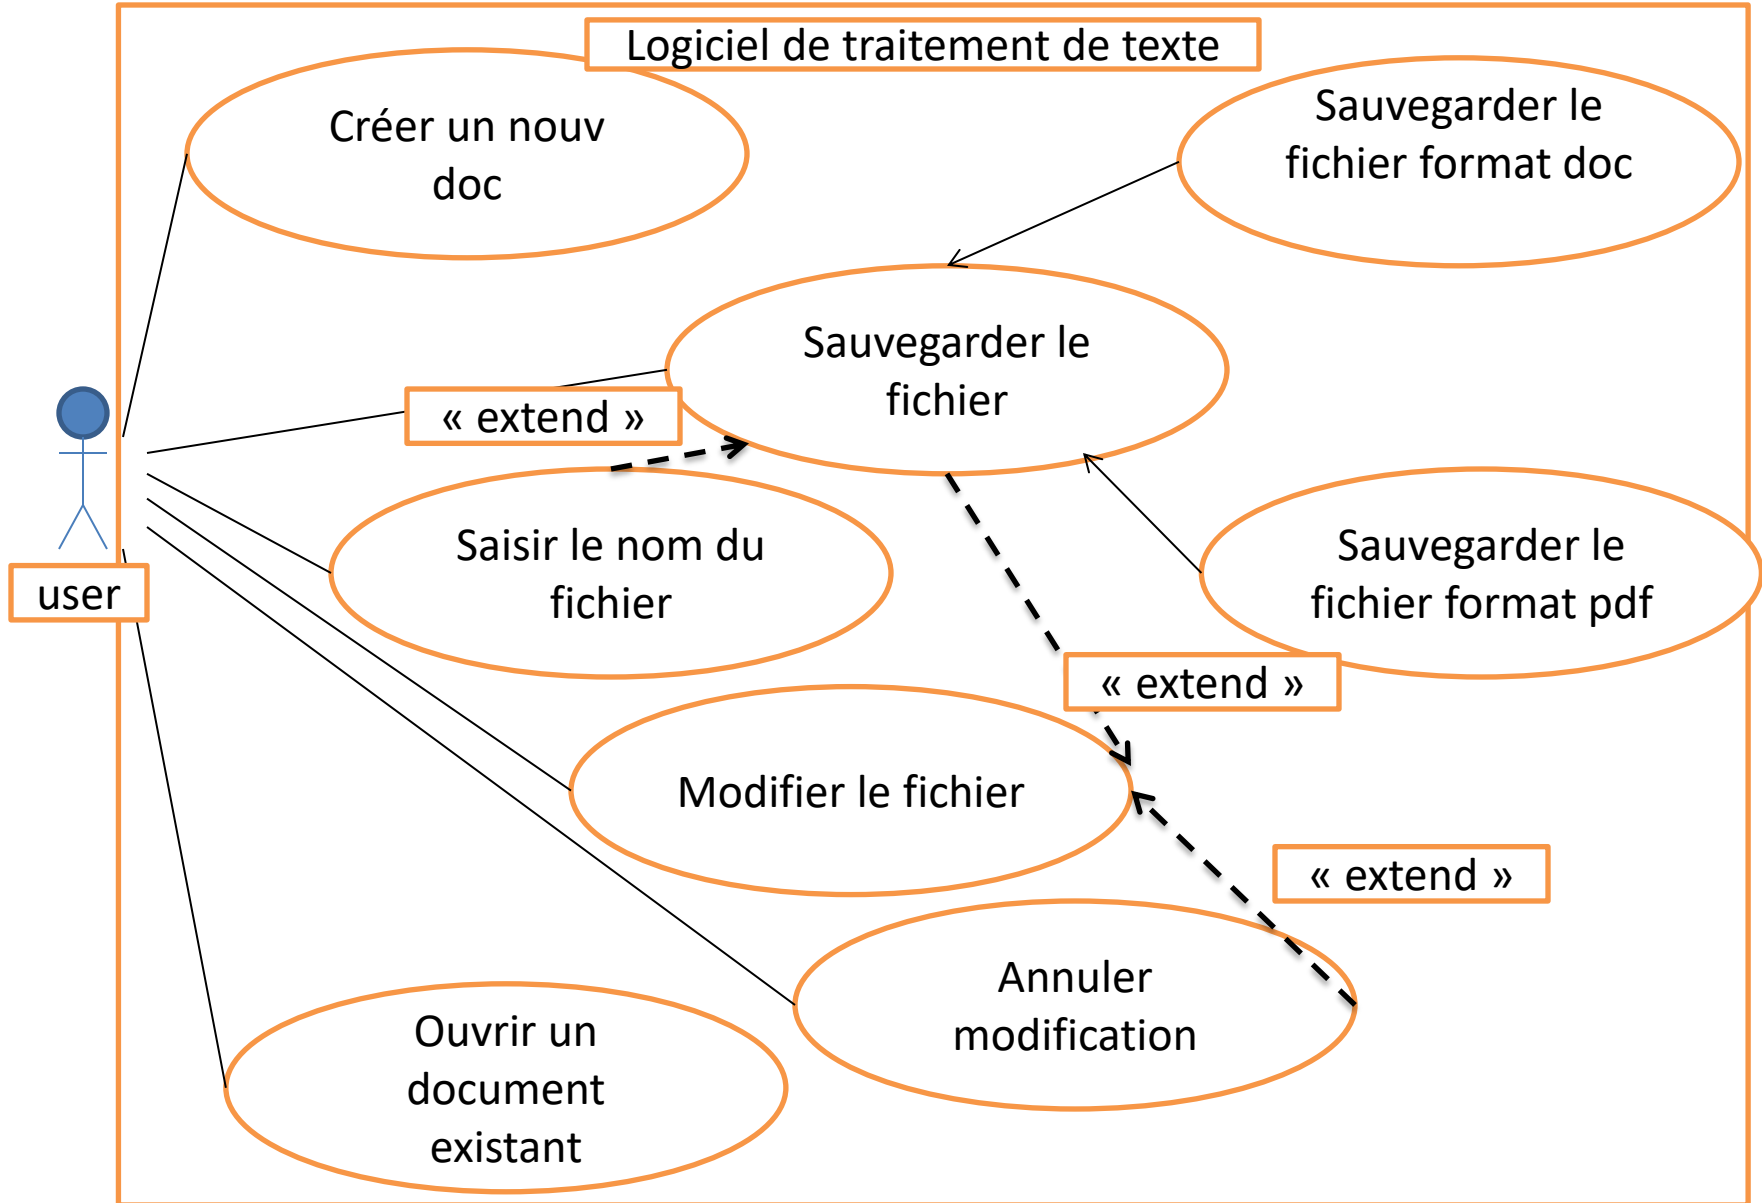 Logiciel de traitement de texte
Créer un nouv
doc
Sauvegarder le
fichier format doc
Sauvegarder le
fichier
« extend »
Saisir le nom du
fichier
Sauvegarder le
fichier format pdf
user
« extend »
Modifier le fichier
« extend »
Annuler
modification
Ouvrir un
document
existant